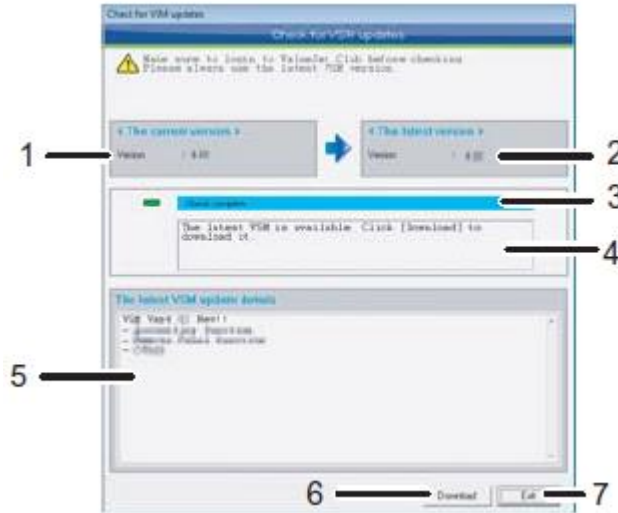 Check for VSM updates
Check for VSM updates
Make sure to login to ValueJet Club before checking
Please always use the latest VSM version.
< The current version >
< The latest version >
1
Version :
Version :
2
3
Check complete
The latest VSM is available. Click [Download] to
download it.
4
The latest VSM update details
5
6
Download
Exit
7